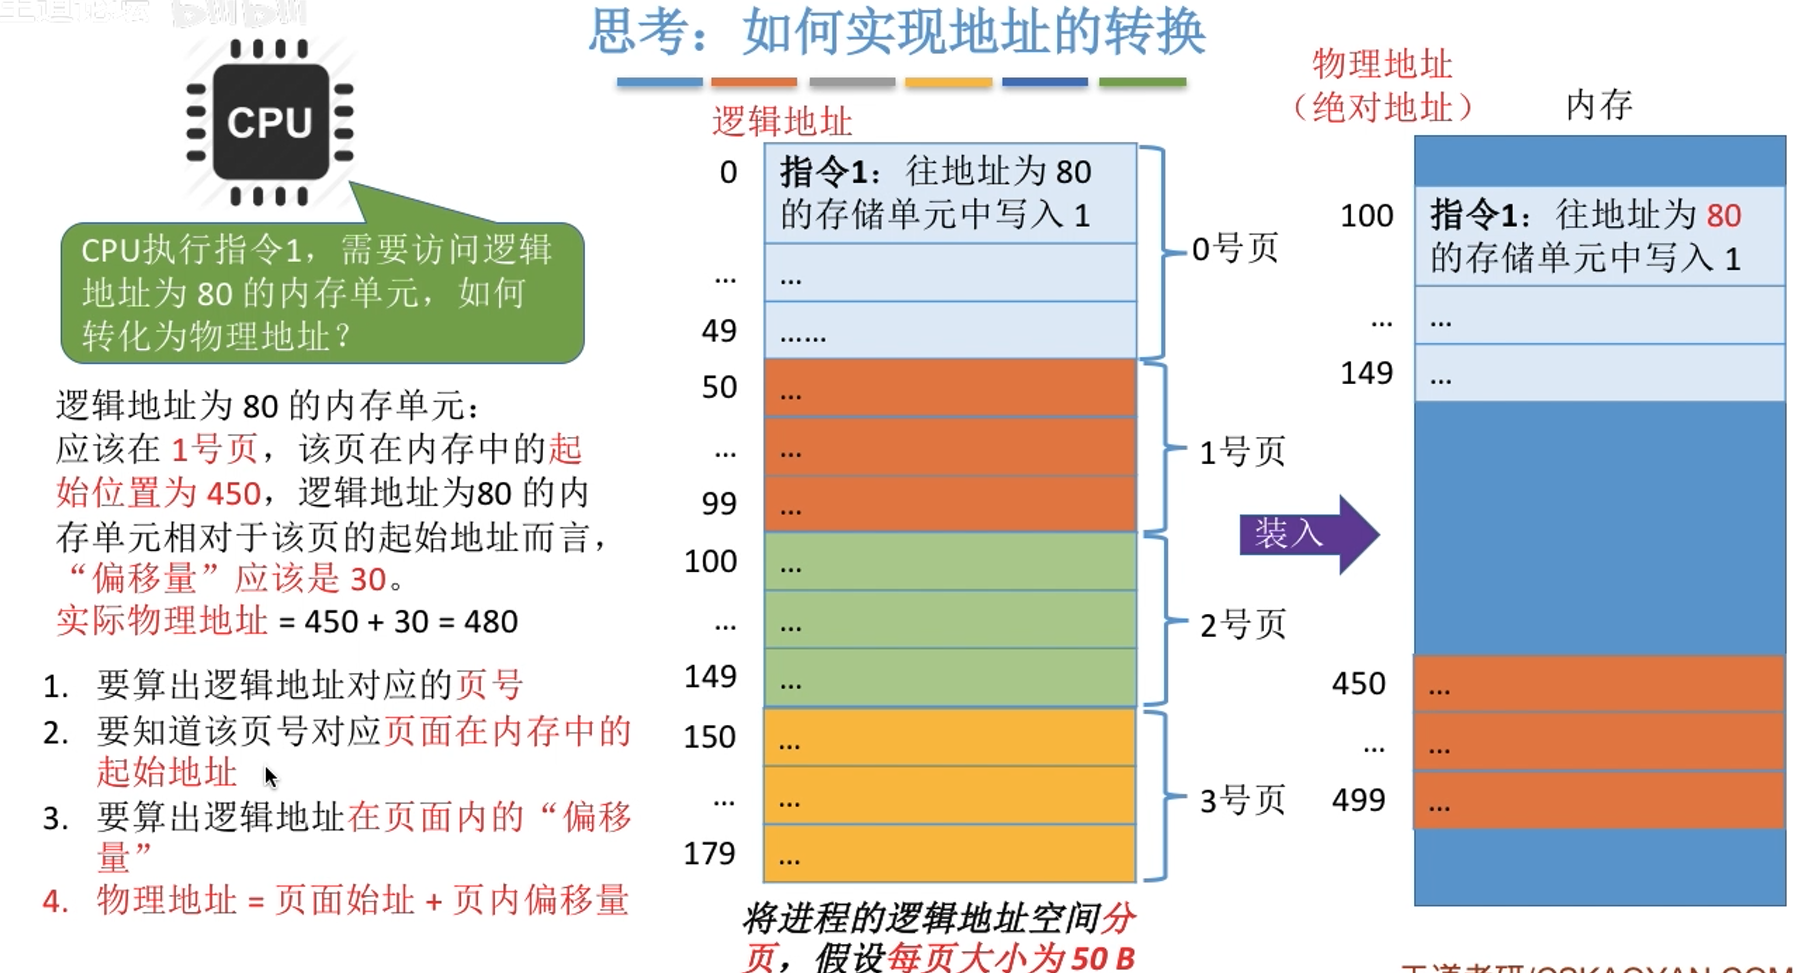 思考：如何实现地址的转换
CPU
CPU执行指令1，需要访问逻辑
地址为 80 的内存单元，如何
转化为物理地址？
逻辑地址为 80 的内存单元：
应该在 1号页，该页在内存中的起
始位置为 450，逻辑地址为80 的内
存单元相对于该页的起始地址而言，
“偏移量”应该是 30。
实际物理地址 = 450 + 30 = 480
1. 要算出逻辑地址对应的页号
2. 要知道该页号对应页面在内存中的
起始地址
3. 要算出逻辑地址在页面内的“偏移
量”
4. 物理地址 = 页面始址 + 页内偏移量
逻辑地址
0
指令1：往地址为 80
的存储单元中写入 1
... ...
49 ......
0号页
50 ...
... ...
99 ...
1号页
100 ...
... ...
149 ...
2号页
150 ...
... ...
179 ...
3号页
将进程的逻辑地址空间分
页，假设每页大小为 50 B
装入
物理地址
（绝对地址）
内存
100
指令1：往地址为 80
的存储单元中写入 1
... ...
149 ...
450 ...
... ...
499 ...